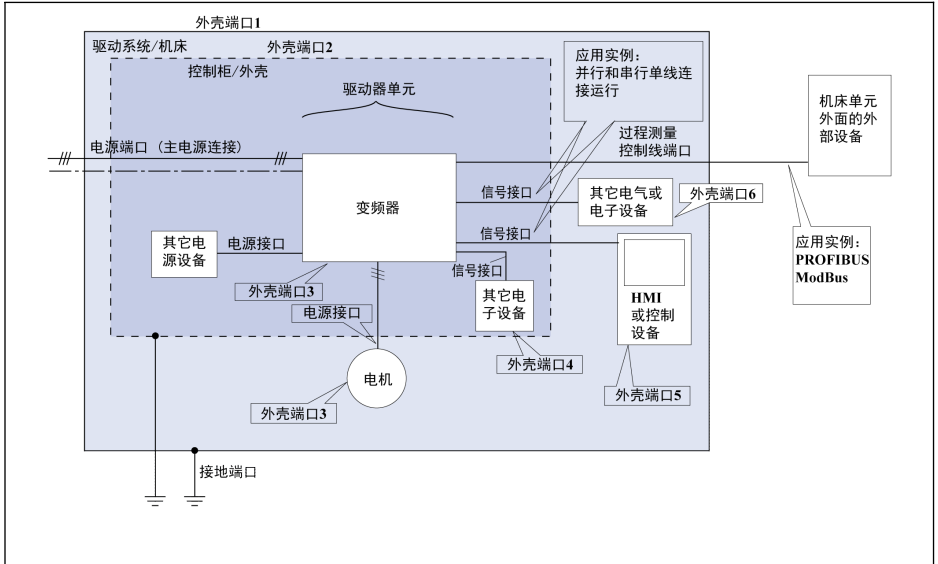 外壳端口1
驱动系统/机床
外壳端口2
控制柜/外壳
驱动器单元
应用实例：
并行和串行单线连
接运行
机床单元
外面的外
部设备
电源端口（主电源连接）
过程测量
控制线端口
变频器
信号接口
其它电气或
电子设备
外壳端口6
其它电
源设备
电源接口
信号接口
应用实例：
PROFIBUS
ModBus
信号接口
外壳端口3
其它电
子设备
HMI
或控制
设备
电源接口
外壳端口4
电机
外壳端口5
外壳端口3
接地端口